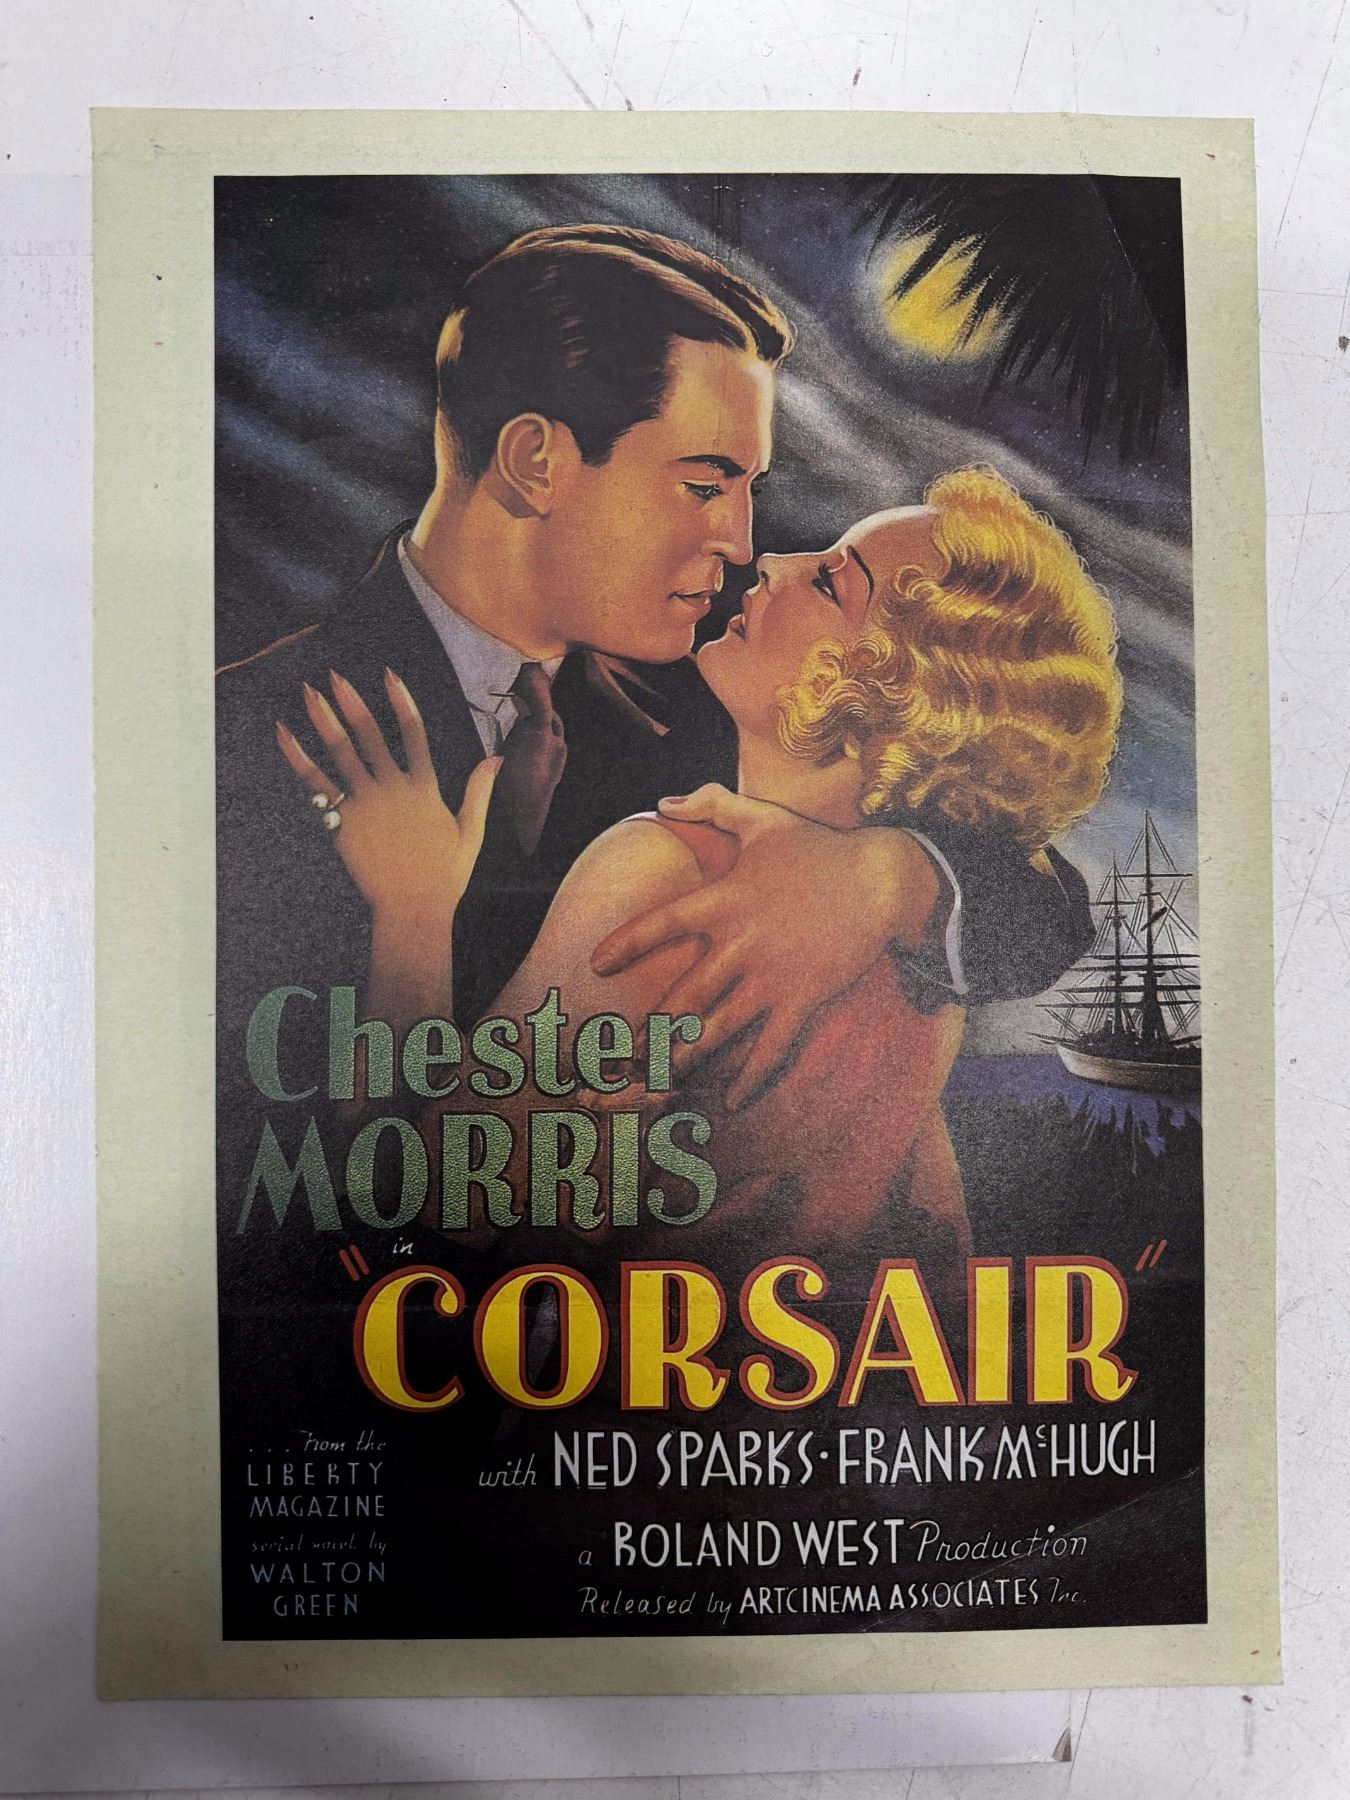 Chester
MORRIS
in
"CORSAIR"
with NED SPARKS · FRANK McHUGH
... from the
LIBERTY
MAGAZINE
serial novel by
WALTON
GREEN
a ROLAND WEST Production
Released by ARTCINEMA ASSOCIATES Inc.